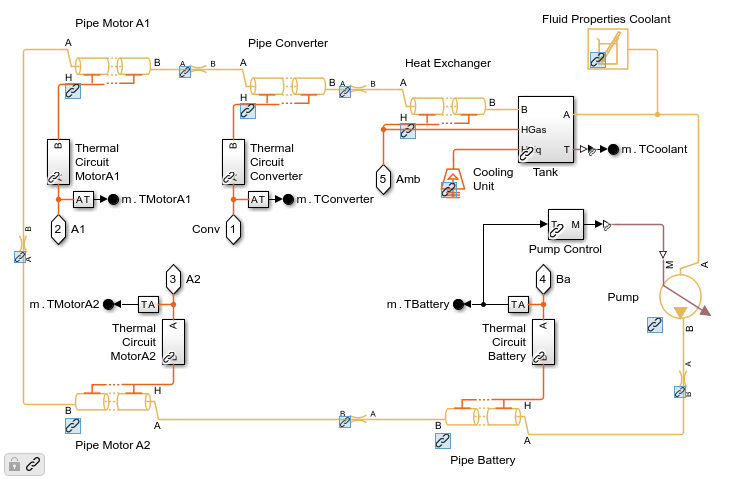 Pipe Motor A1
Fluid Properties Coolant
Pipe Converter
Heat Exchanger
A
B
H
B
A
B
H
B
A
B
H
B
A
B
B
HGas
q
A
T
m.TCoolant
Tank
B
Thermal
Circuit
MotorA1
B
Thermal
Circuit
Converter
5
Amb
Cooling
Unit
AT
m.TMotorA1
AT
m.TConverter
2
A1
Conv
1
B
A
T
M
Pump Control
3
A2
4
Ba
M
A
m.TMotorA2
TA
m.TBattery
TA
Pump
B
Thermal
Circuit
MotorA2
A
Thermal
Circuit
Battery
A
A
B
H
B
A
B
A
H
B
A
Pipe Motor A2
Pipe Battery